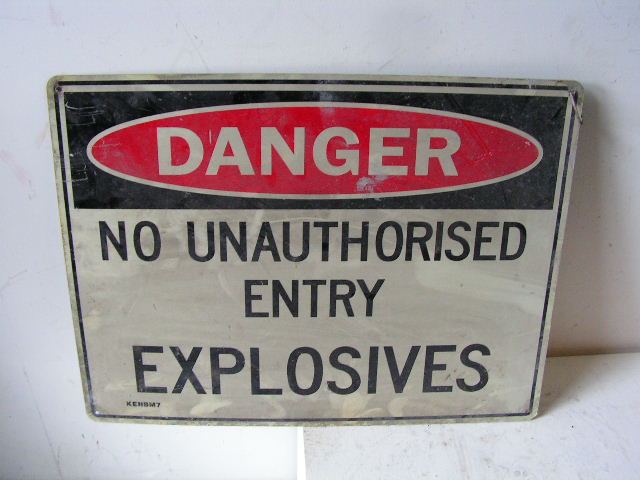 DANGER
NO UNAUTHORISED
ENTRY
EXPLOSIVES